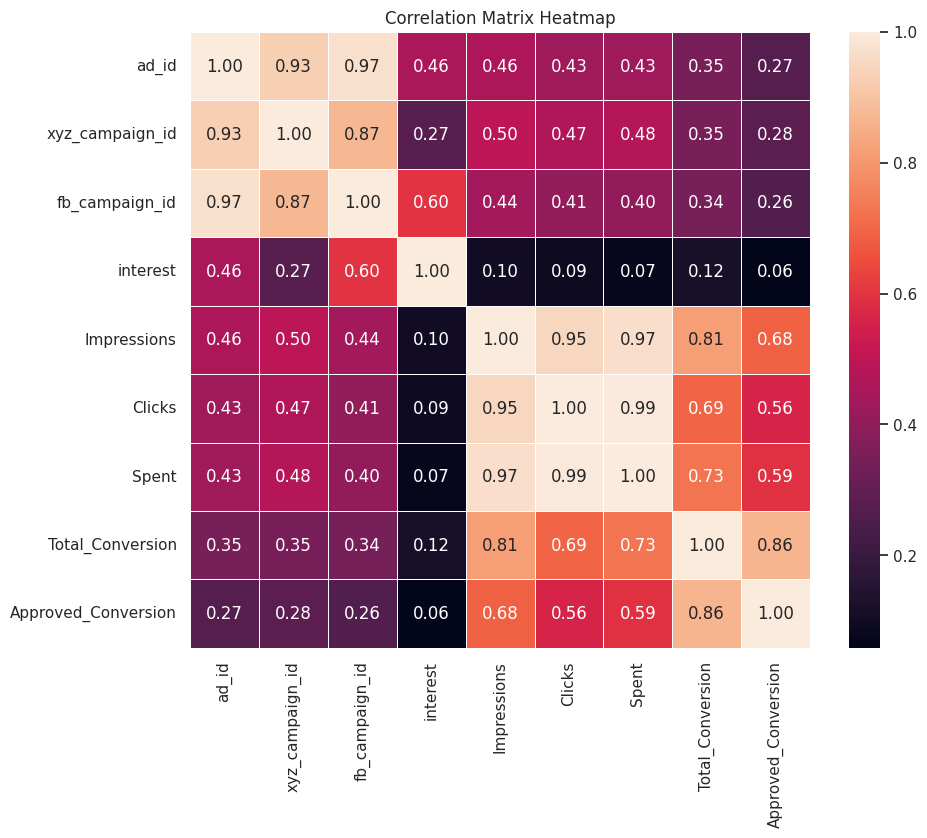 Correlation Matrix Heatmap
ad_id 1.00 0.93 0.97 0.46 0.46 0.43 0.43 0.35 0.27
xyz_campaign_id 0.93 1.00 0.87 0.27 0.50 0.47 0.48 0.35 0.28
fb_campaign_id 0.97 0.87 1.00 0.60 0.44 0.41 0.40 0.34 0.26
interest 0.46 0.27 0.60 1.00 0.10 0.09 0.07 0.12 0.06
Impressions 0.46 0.50 0.44 0.10 1.00 0.95 0.97 0.81 0.68
Clicks 0.43 0.47 0.41 0.09 0.95 1.00 0.99 0.69 0.56
Spent 0.43 0.48 0.40 0.07 0.97 0.99 1.00 0.73 0.59
Total_Conversion 0.35 0.35 0.34 0.12 0.81 0.69 0.73 1.00 0.86
Approved_Conversion 0.27 0.28 0.26 0.06 0.68 0.56 0.59 0.86 1.00
ad_id
xyz_campaign_id
fb_campaign_id
interest
Impressions
Clicks
Spent
Total_Conversion
Approved_Conversion
1.0
0.8
0.6
0.4
0.2